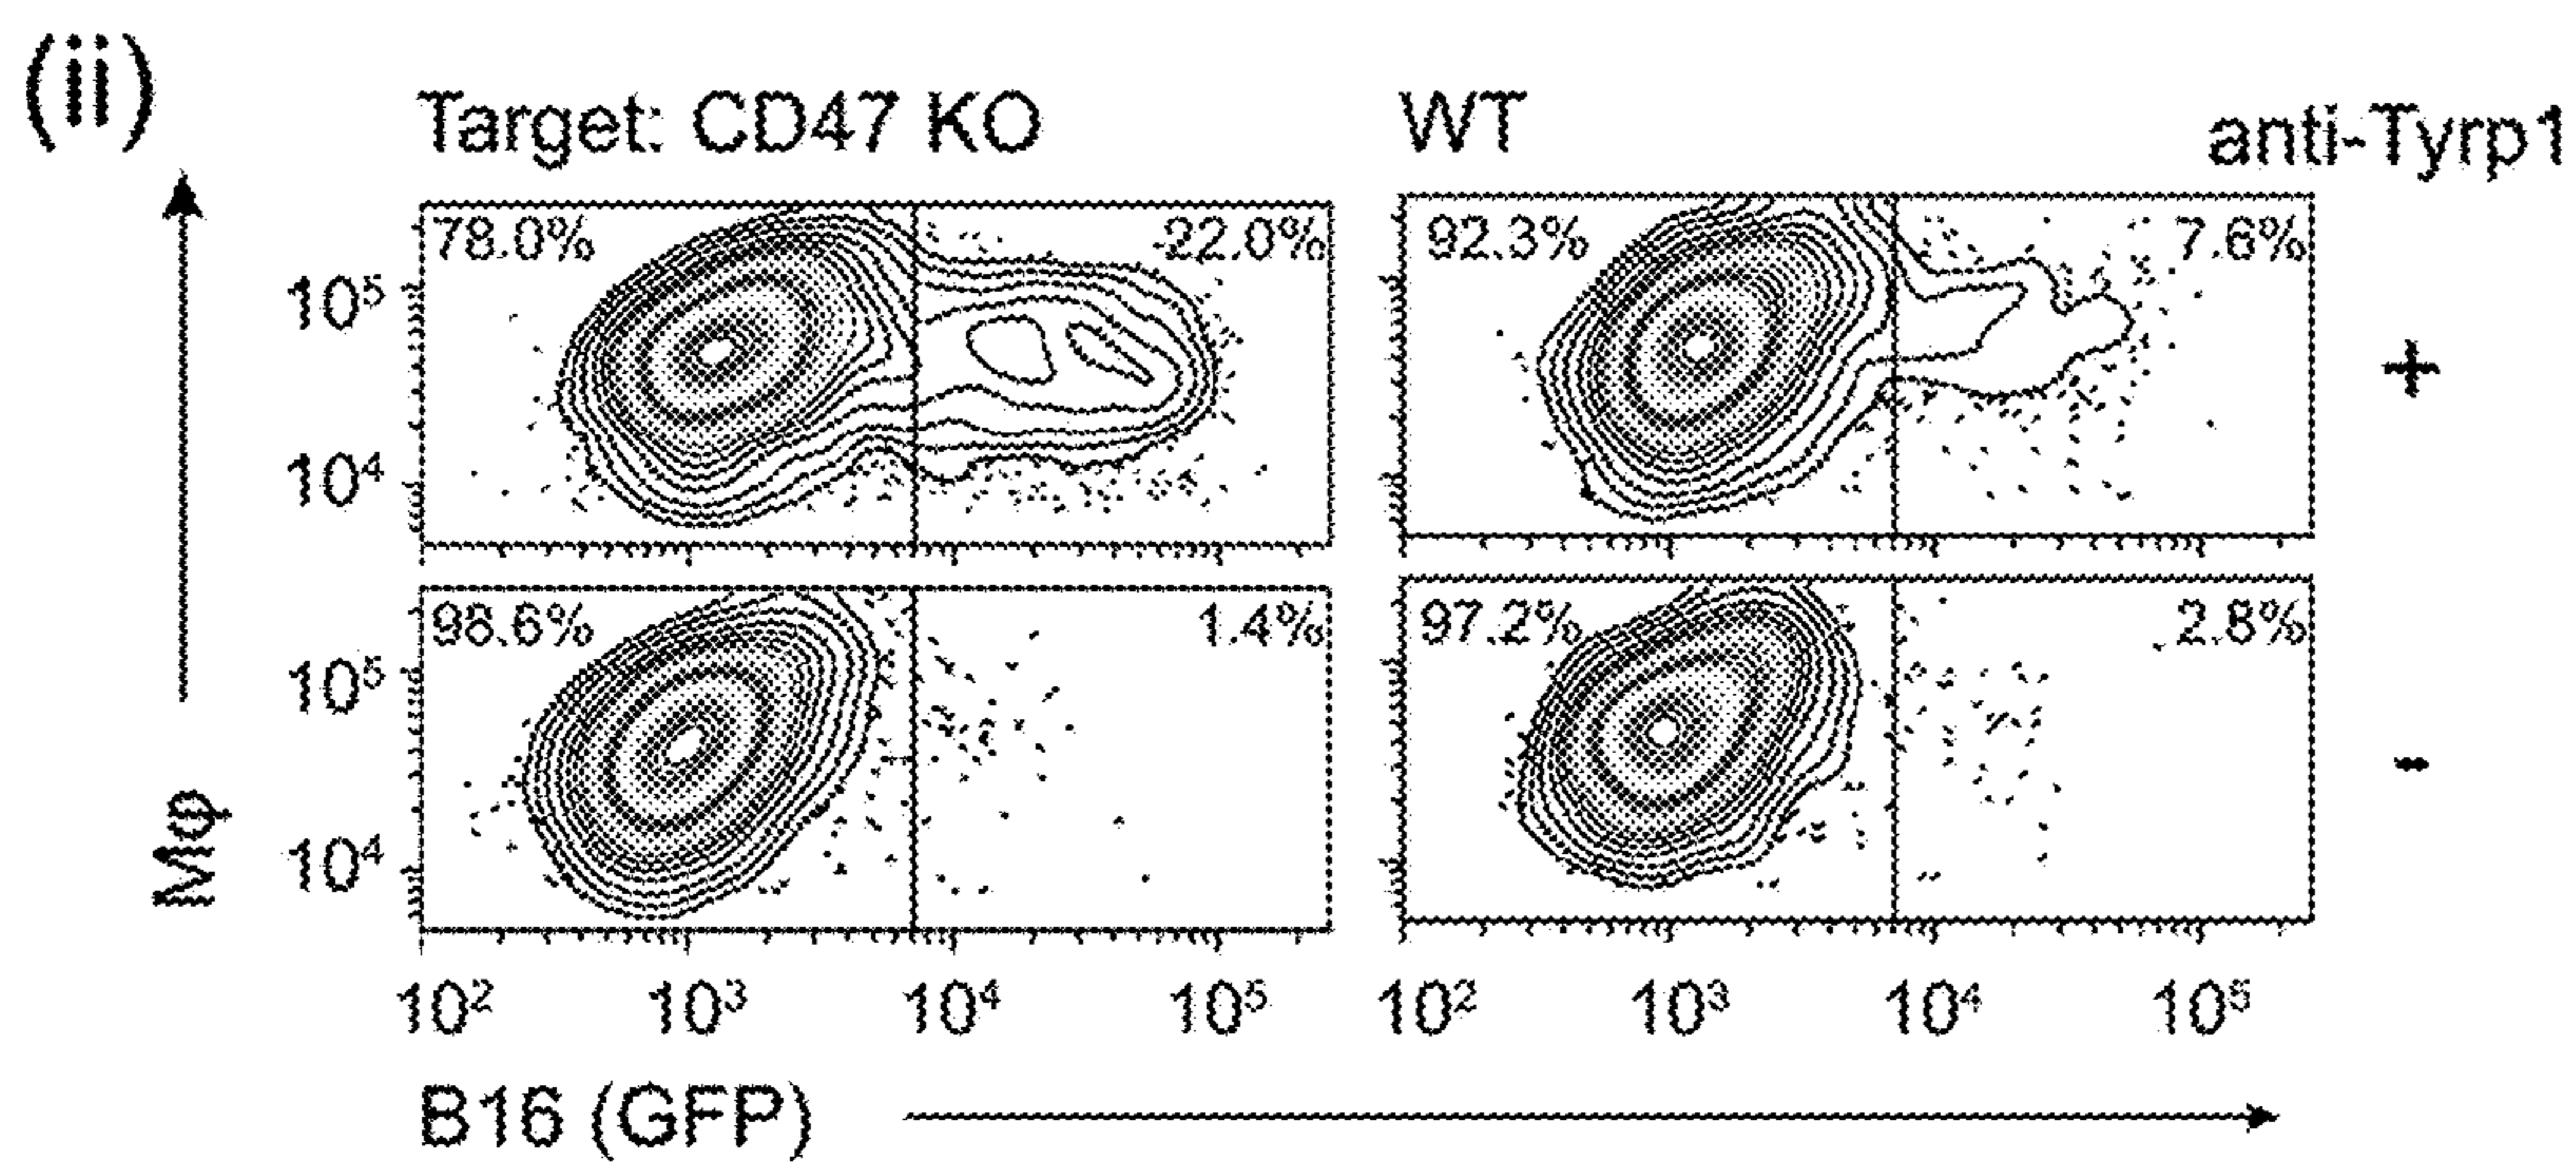 (ii)
Target: CD47 KO WT anti-Tyrp1
78.0% 22.0% 92.3% 7.6%
10⁵
+
10⁴
98.6% 1.4% 97.2% 2.8%
10⁵
-
10⁴
Mφ
10² 10³ 10⁴ 10⁵ 10² 10³ 10⁴ 10⁵
B16 (GFP)